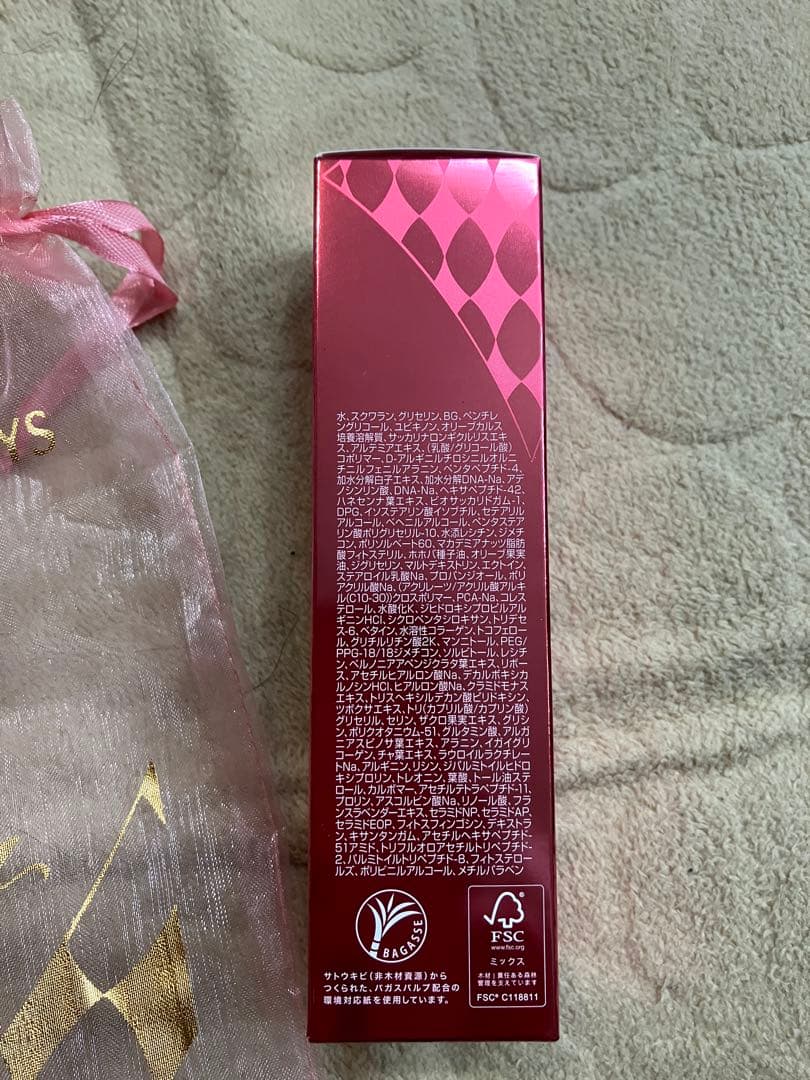 YS
水、スクワラン、グリセリン、BG、ペンチレ
ングリコール、ユビキノン、オリーブカルス
培養溶解質、サッカリナロンギクルリスエキ
ス、アルテミアエキス、(乳酸/グリコール酸)
コポリマー、D-アルギニルチロシニルオルニ
チニルフェニルアラニン、ペンタペプチド-4、
加水分解白子エキス、加水分解DNA-Na、アデ
ノシンリン酸、DNA-Na、ヘキサペプチド-42、
ハネセンナ葉エキス、ビオサッカリドガム-1、
DPG、イソステアリン酸イソプチル、セテアリル
アルコール、ベヘニルアルコール、ペンタステア
リン酸ポリグリセリル-10、水添レシチン、ジメチ
コン、ポリソルベート60、マカデミアナッツ脂肪
酸フィトステリル、ホホバ種子油、オリーブ果実
油、ジグリセリン、マルトデキストリン、エクトイン、
ステアロイル乳酸Na、プロパンジオール、ポリ
アクリル酸Na、(アクリレーツ/アクリル酸アルキ
ル(C10-30))クロスポリマー、PCA-Na、コレス
テロール、水酸化K、ジヒドロキシプロピルアル
ギニンHCl、シクロペンタシロキサン、トリデセ
ス-6、ベタイン、水溶性コラーゲン、トコフェロー
ル、グリチルリチン酸2K、マンニトール、PEG/
PPG-18/18ジメチコン、ソルビトール、レシチ
ン、ベルノニアアペンジクラタ葉エキス、リボー
ス、アセチルヒアルロン酸Na、デカルボキシカ
ルノシンHCl、ヒアルロン酸Na、クラミドモナス
エキス、トリスヘキシルデカン酸ピリドキシン、
ツボクサエキス、トリ(カプリル酸/カプリン酸)
グリセリル、セリン、ザクロ果実エキス、グリシ
ン、ポリクオタニウム-51、グルタミン酸、アルガ
ニアスピノサ葉エキス、アラニン、イガイグリ
コーゲン、チャ葉エキス、ラウロイルラクチレー
トNa、アルギニン、リシン、ジパルミトイルヒドロ
キシプロリン、トレオニン、葉酸、トール油ステ
ロール、カルボマー、アセチルテトラペプチド-11、
プロリン、アスコルビン酸Na、リノール酸、フラ
ンスラベンダーエキス、セラミドNP、セラミドAP、
セラミドEOP、フィトスフィンゴシン、デキストラ
ン、キサンタンガム、アセチルヘキサペプチド-
51アミド、トリフルオロアセチルトリペプチド-
2、パルミトイルトリペプチド-8、フィトステロー
ルズ、ポリビニルアルコール、メチルパラベン
BAGASSE
サトウキビ(非木材資源)から
つくられた、バガスパルプ配合の
環境対応紙を使用しています。
FSC
www.fsc.org
ミックス
木材｜責任ある森林
管理を支えています
FSC® C118811